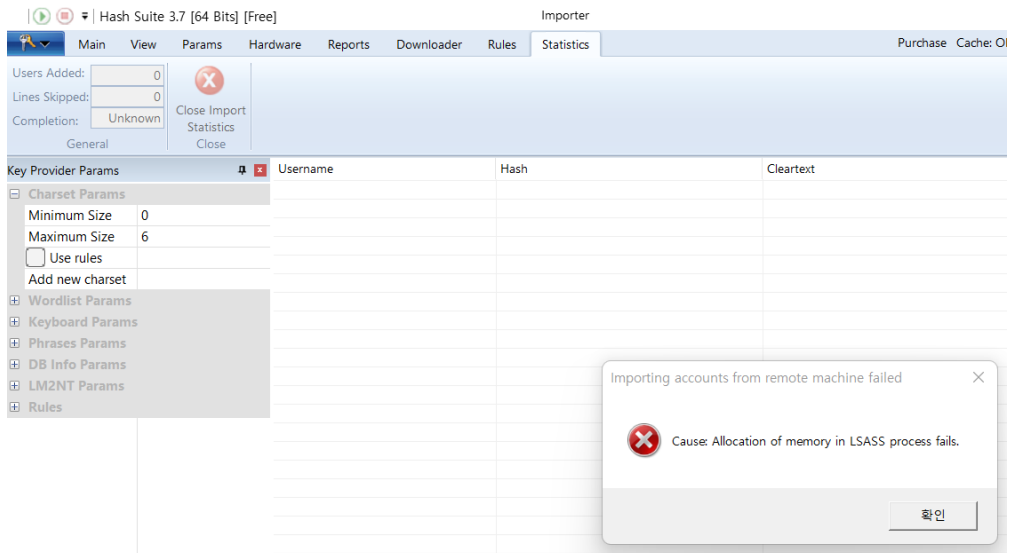 Hash Suite 3.7 [64 Bits] [Free]
Importer
Main View Params Hardware Reports Downloader Rules Statistics
Purchase Cache:
Users Added: 0
Lines Skipped: 0
Completion: Unknown
General
Close Import
Statistics
Close
Key Provider Params
Username Hash Cleartext
Charset Params
Minimum Size 0
Maximum Size 6
Use rules
Add new charset
Wordlist Params
Keyboard Params
Phrases Params
DB Info Params
LM2NT Params
Rules
Importing accounts from remote machine failed
Cause: Allocation of memory in LSASS process fails.
확인